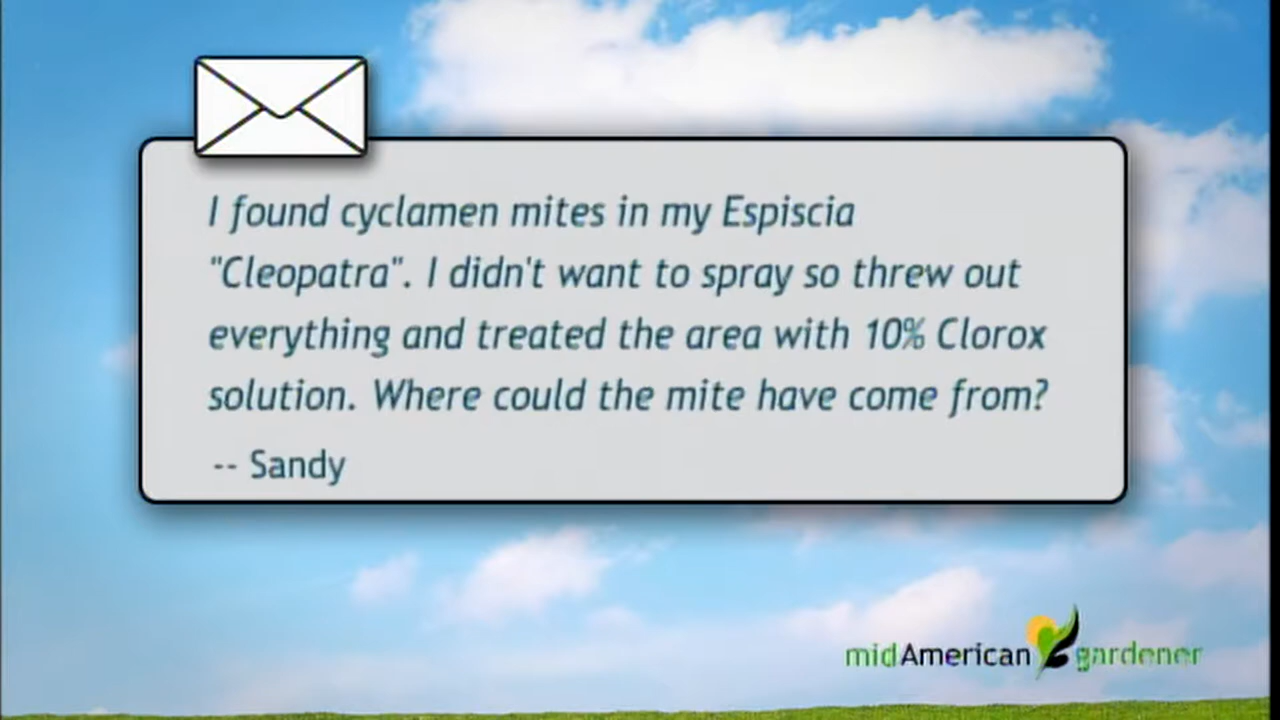 I found cyclamen mites in my Espiscia
"Cleopatra". I didn't want to spray so threw out
everything and treated the area with 10% Clorox
solution. Where could the mite have come from?
-- Sandy
midAmerican gardener